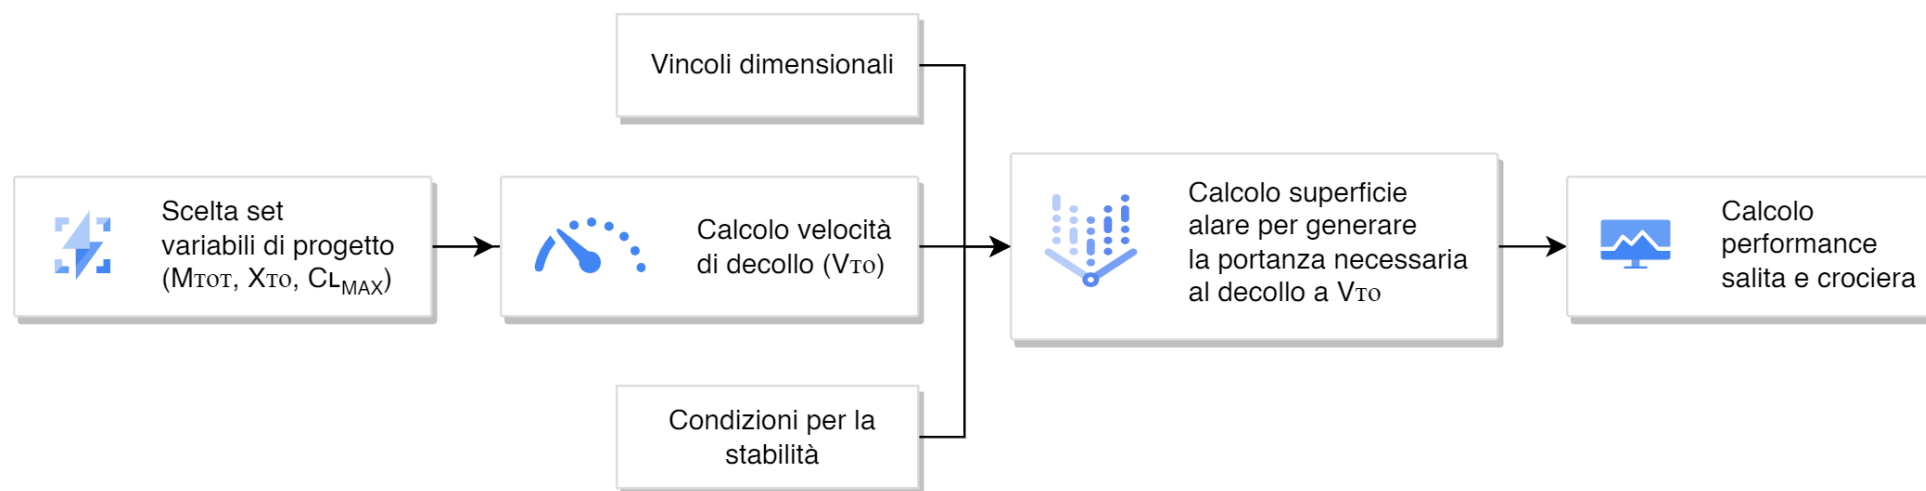 Vincoli dimensionali
Scelta set
variabili di progetto
(MTOT, XTO, CLMAX)
Calcolo velocità
di decollo (VTO)
Condizioni per la
stabilità
Calcolo superficie
alare per generare
la portanza necessaria
al decollo a VTO
Calcolo
performance
salita e crociera